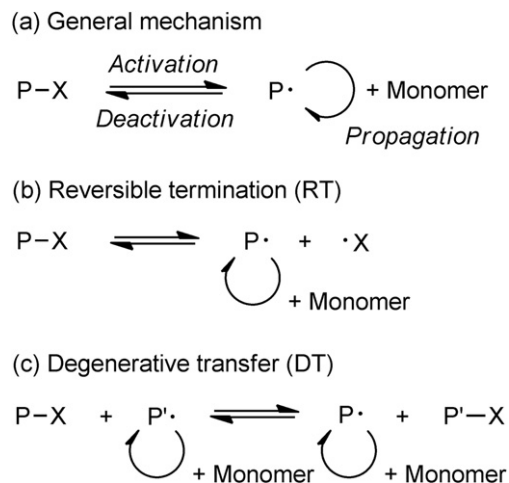 (a) General mechanism
Activation
P–X P· + Monomer
Deactivation
Propagation
(b) Reversible termination (RT)
P–X P· + ·X
+ Monomer
(c) Degenerative transfer (DT)
P–X + P'· P· + P'–X
+ Monomer + Monomer